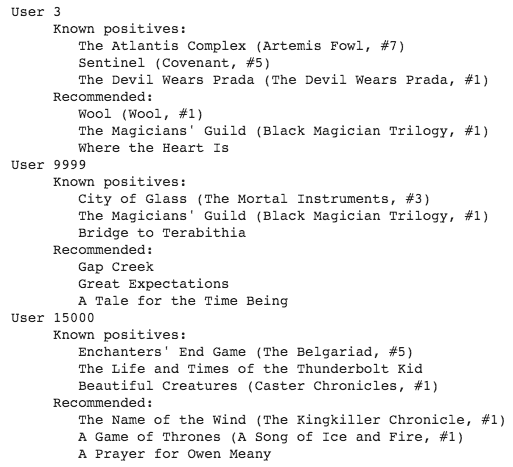 User 3
Known positives:
The Atlantis Complex (Artemis Fowl, #7)
Sentinel (Covenant, #5)
The Devil Wears Prada (The Devil Wears Prada, #1)
Recommended:
Wool (Wool, #1)
The Magicians' Guild (Black Magician Trilogy, #1)
Where the Heart Is
User 9999
Known positives:
City of Glass (The Mortal Instruments, #3)
The Magicians' Guild (Black Magician Trilogy, #1)
Bridge to Terabithia
Recommended:
Gap Creek
Great Expectations
A Tale for the Time Being
User 15000
Known positives:
Enchanters' End Game (The Belgariad, #5)
The Life and Times of the Thunderbolt Kid
Beautiful Creatures (Caster Chronicles, #1)
Recommended:
The Name of the Wind (The Kingkiller Chronicle, #1)
A Game of Thrones (A Song of Ice and Fire, #1)
A Prayer for Owen Meany